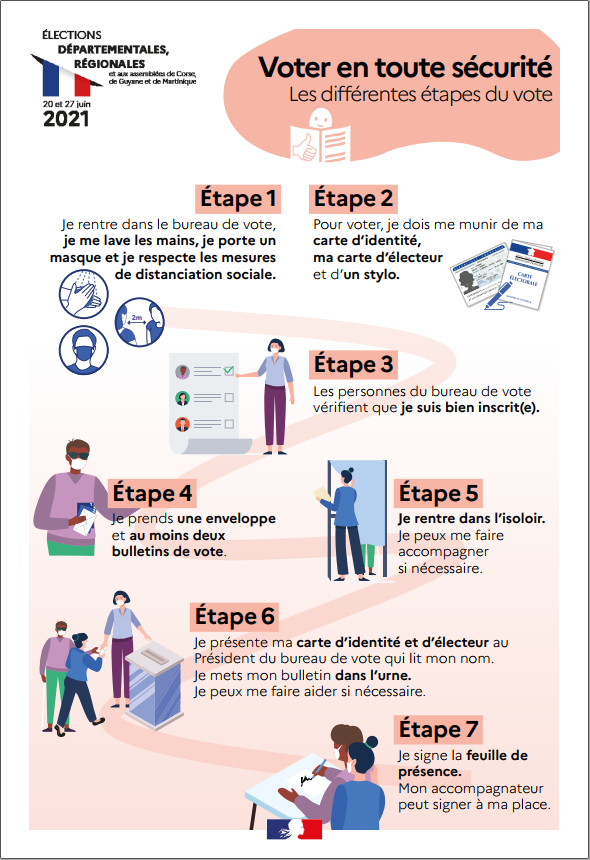 ÉLECTIONS
DÉPARTEMENTALES,
RÉGIONALES
et aux assemblées de Corse,
de Guyane et de Martinique
20 et 27 juin
2021
Voter en toute sécurité
Les différentes étapes du vote
Étape 1
Je rentre dans le bureau de vote,
je me lave les mains, je porte un
masque et je respecte les mesures
de distanciation sociale.
2m
Étape 2
Pour voter, je dois me munir de ma
carte d'identité,
ma carte d'électeur
et d'un stylo.
CARTE
ÉLECTORALE
Étape 3
Les personnes du bureau de vote
vérifient que je suis bien inscrit(e).
Étape 4
Je prends une enveloppe
et au moins deux
bulletins de vote.
Étape 5
Je rentre dans l'isoloir.
Je peux me faire
accompagner
si nécessaire.
Étape 6
Je présente ma carte d'identité et d'électeur au
Président du bureau de vote qui lit mon nom.
Je mets mon bulletin dans l'urne.
Je peux me faire aider si nécessaire.
Étape 7
Je signe la feuille de
présence.
Mon accompagnateur
peut signer à ma place.